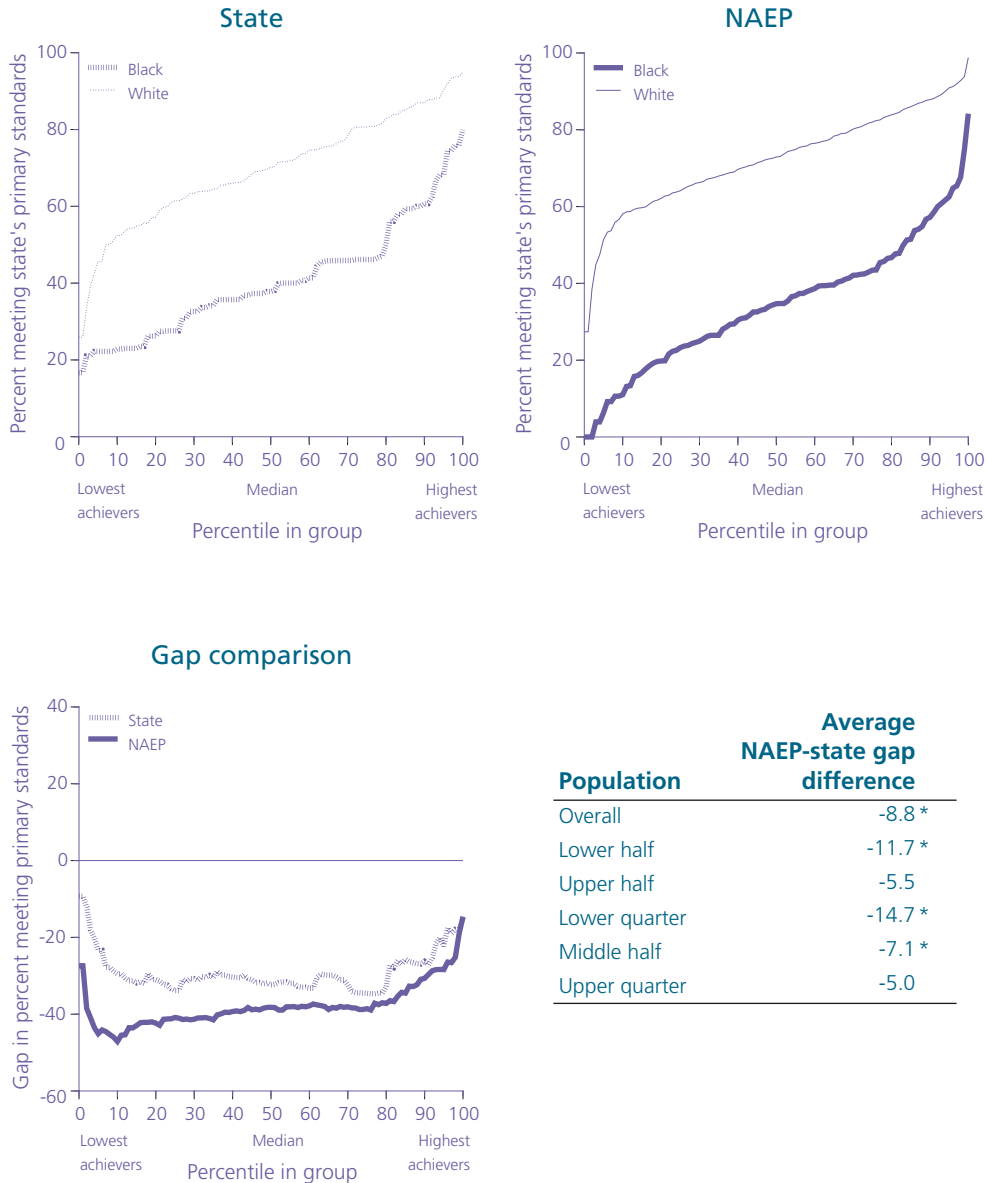 State
Percent meeting state's primary standards
100
80
60
40
20
0
Black
White
0 10 20 30 40 50 60 70 80 90 100
Lowest achievers
Median
Highest achievers
Percentile in group
NAEP
Percent meeting state's primary standards
100
80
60
40
20
0
Black
White
0 10 20 30 40 50 60 70 80 90 100
Lowest achievers
Median
Highest achievers
Percentile in group
Gap comparison
Gap in percent meeting primary standards
40
20
0
-20
-40
-60
State
NAEP
0 10 20 30 40 50 60 70 80 90 100
Lowest achievers
Median
Highest achievers
Percentile in group
Average
NAEP-state gap
Population difference
Overall -8.8 *
Lower half -11.7 *
Upper half -5.5
Lower quarter -14.7 *
Middle half -7.1 *
Upper quarter -5.0